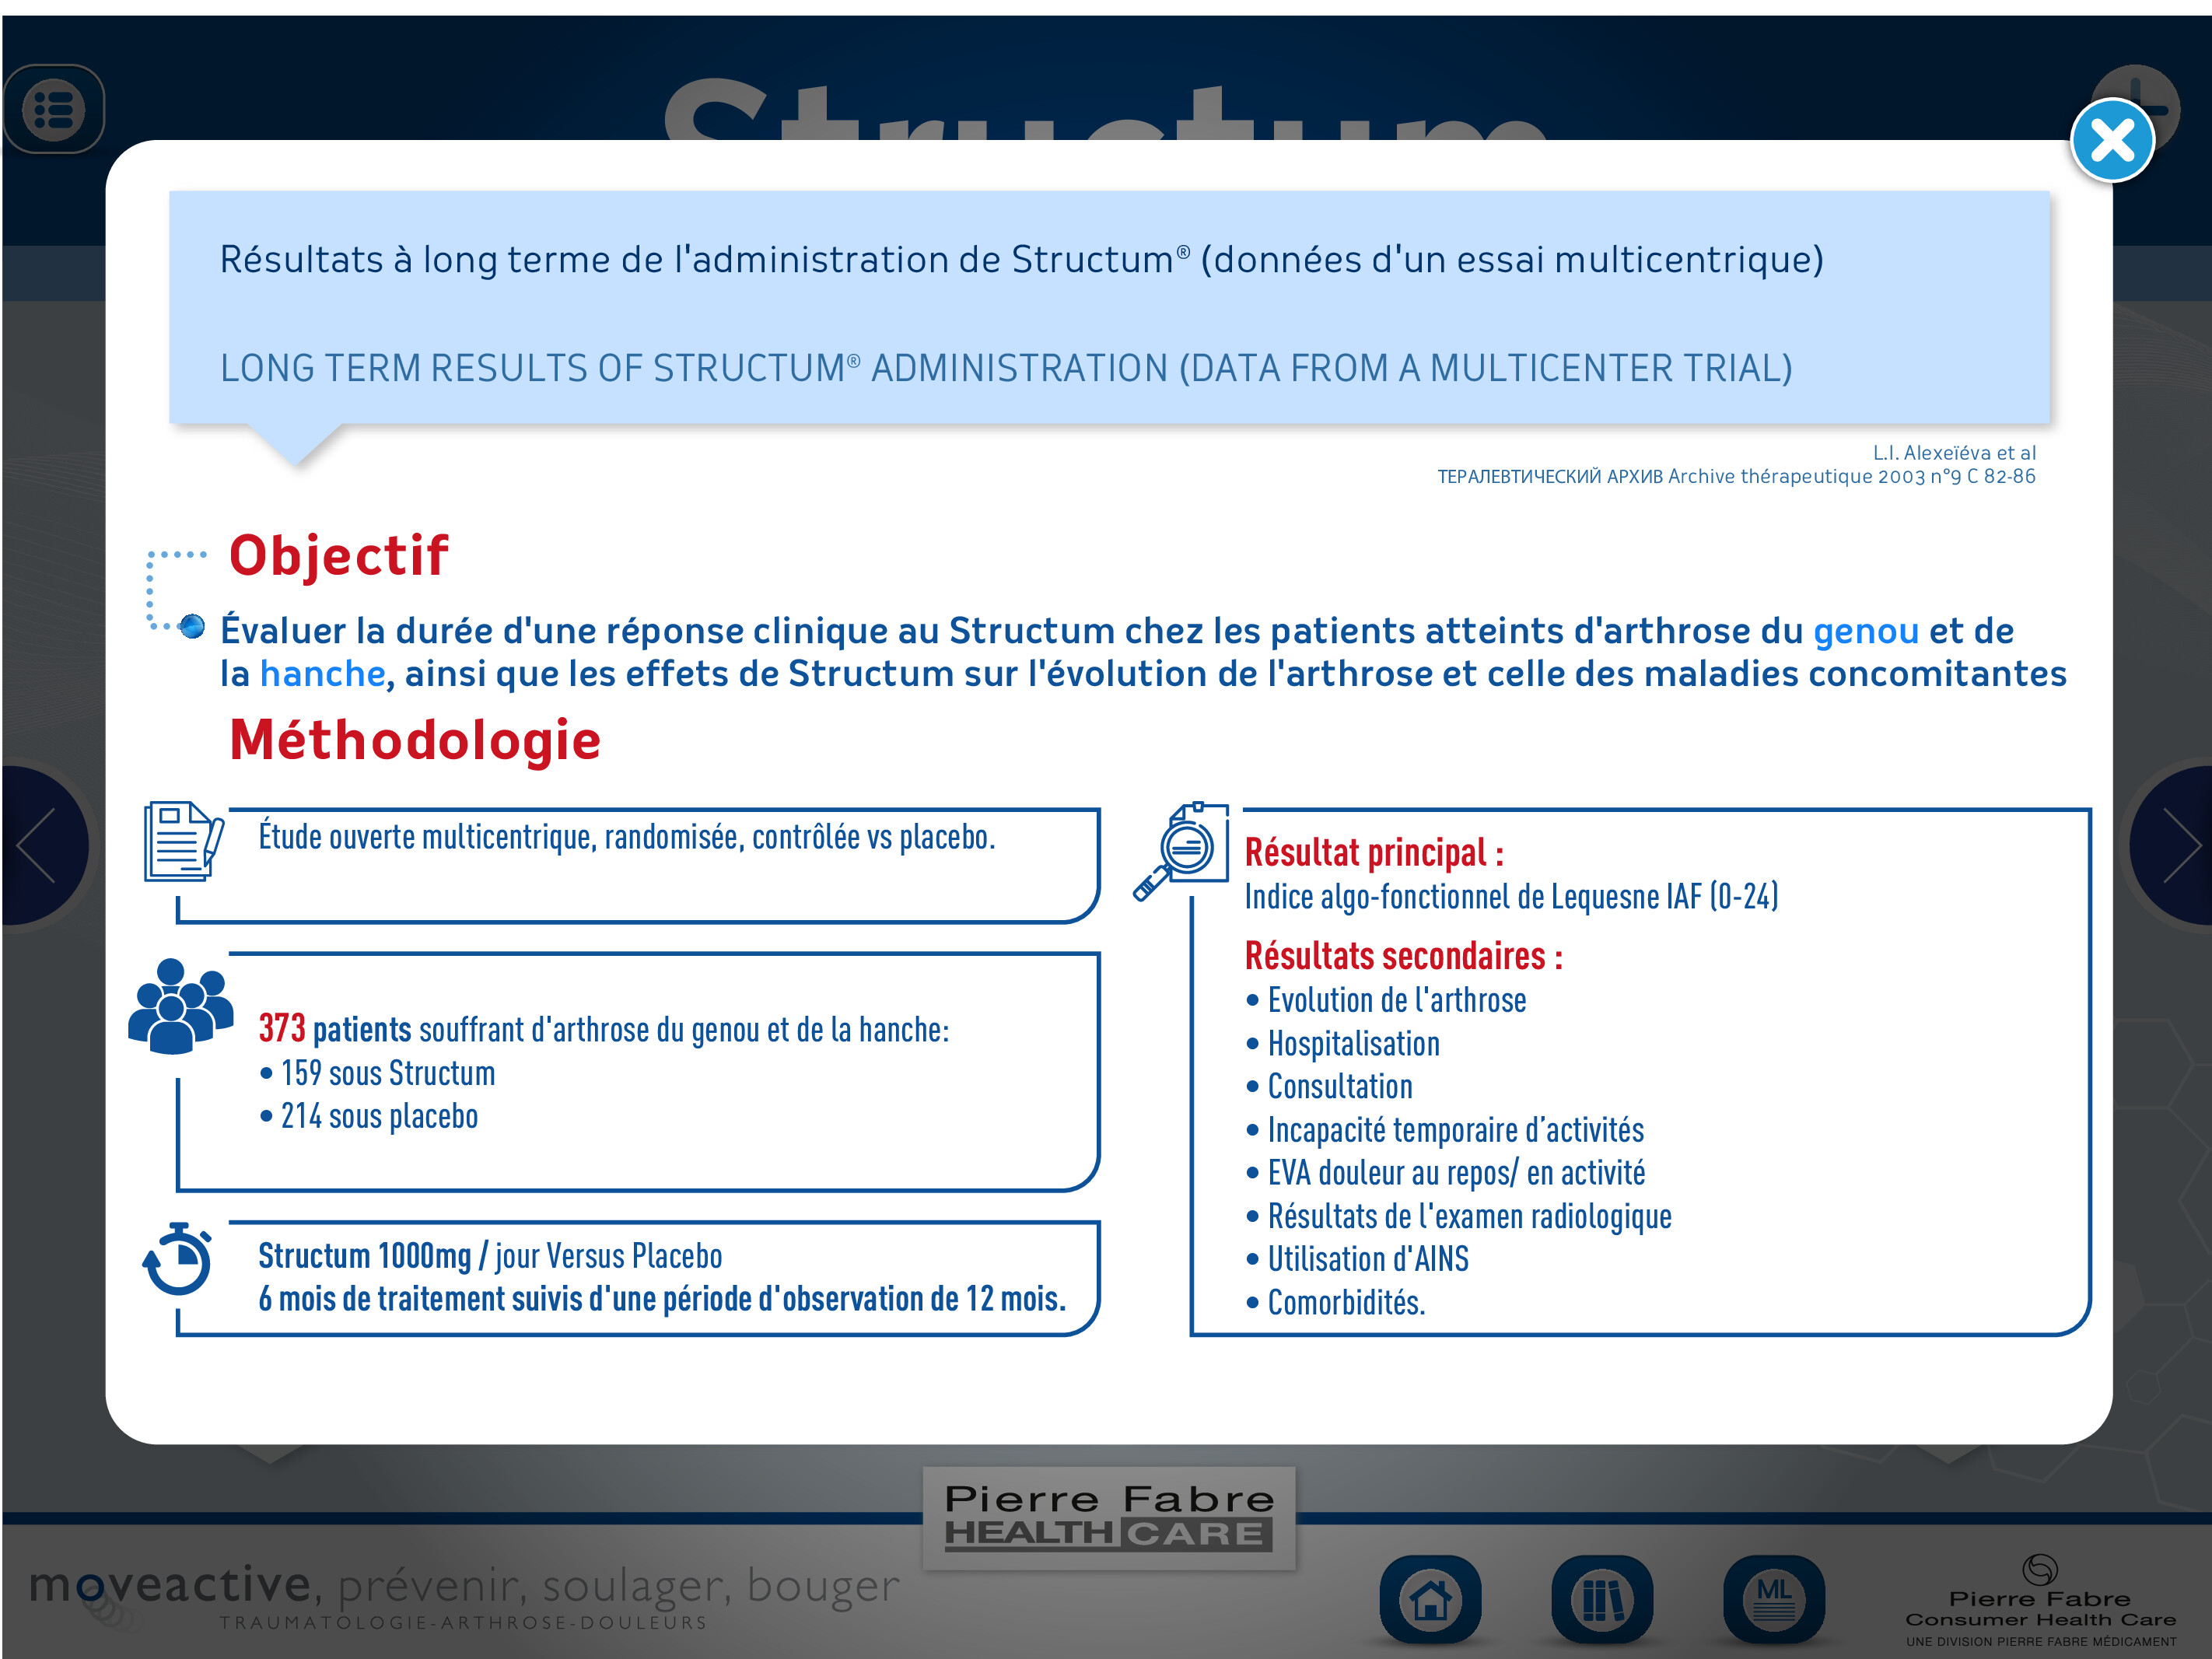 Structum
Résultats à long terme de l'administration de Structum® (données d'un essai multicentrique)
LONG TERM RESULTS OF STRUCTUM® ADMINISTRATION (DATA FROM A MULTICENTER TRIAL)
L.I. Alexeïéva et al
ТЕРАЛЕВТИЧЕСКИЙ АРХИВ Archive thérapeutique 2003 n°9 C 82-86
Objectif
Évaluer la durée d'une réponse clinique au Structum chez les patients atteints d'arthrose du genou et de
la hanche, ainsi que les effets de Structum sur l'évolution de l'arthrose et celle des maladies concomitantes
Méthodologie
Étude ouverte multicentrique, randomisée, contrôlée vs placebo.
373 patients souffrant d'arthrose du genou et de la hanche:
• 159 sous Structum
• 214 sous placebo
Structum 1000mg / jour Versus Placebo
6 mois de traitement suivis d'une période d'observation de 12 mois.
Résultat principal :
Indice algo-fonctionnel de Lequesne IAF (0-24)
Résultats secondaires :
• Evolution de l'arthrose
• Hospitalisation
• Consultation
• Incapacité temporaire d’activités
• EVA douleur au repos/ en activité
• Résultats de l'examen radiologique
• Utilisation d'AINS
• Comorbidités.
Pierre Fabre
HEALTH CARE
moveactive, prévenir, soulager, bouger
TRAUMATOLOGIE-ARTHROSE-DOULEURS
ML
Pierre Fabre
Consumer Health Care
UNE DIVISION PIERRE FABRE MÉDICAMENT